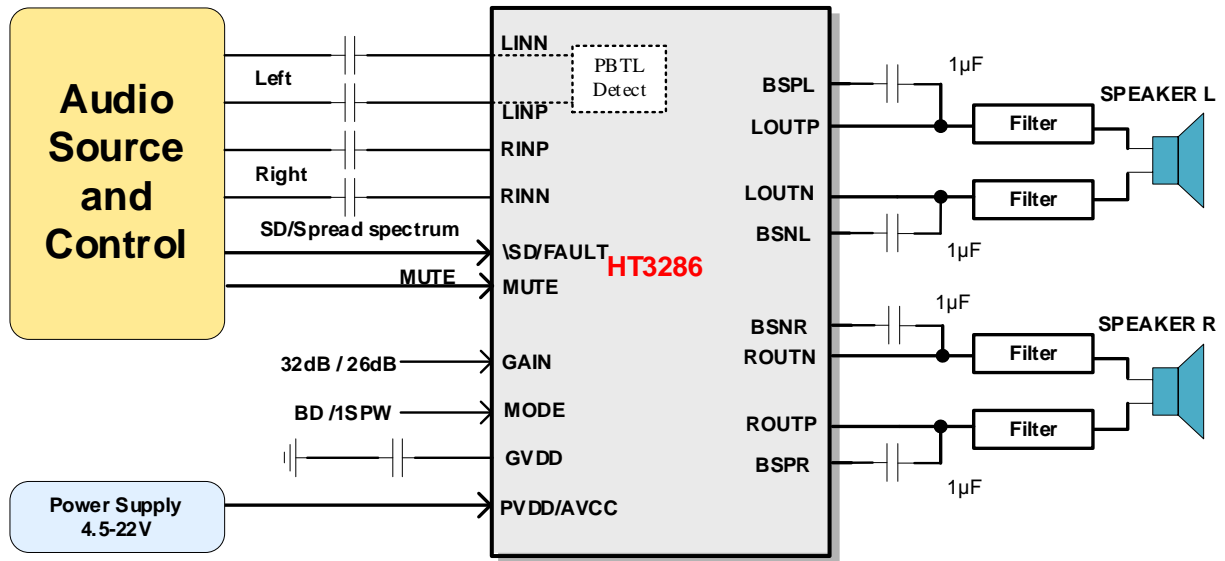 Audio
Source
and
Control
Left
Right
SD/Spread spectrum
MUTE
32dB / 26dB
BD /1SPW
Power Supply
4.5-22V
LINN
LINP
RINP
RINN
\SD/FAULT
MUTE
GAIN
MODE
GVDD
PVDD/AVCC
PBTL
Detect
HT3286
BSPL
LOUTP
LOUTN
BSNL
BSNR
ROUTN
ROUTP
BSPR
1µF
1µF
1µF
1µF
Filter
Filter
Filter
Filter
SPEAKER L
SPEAKER R